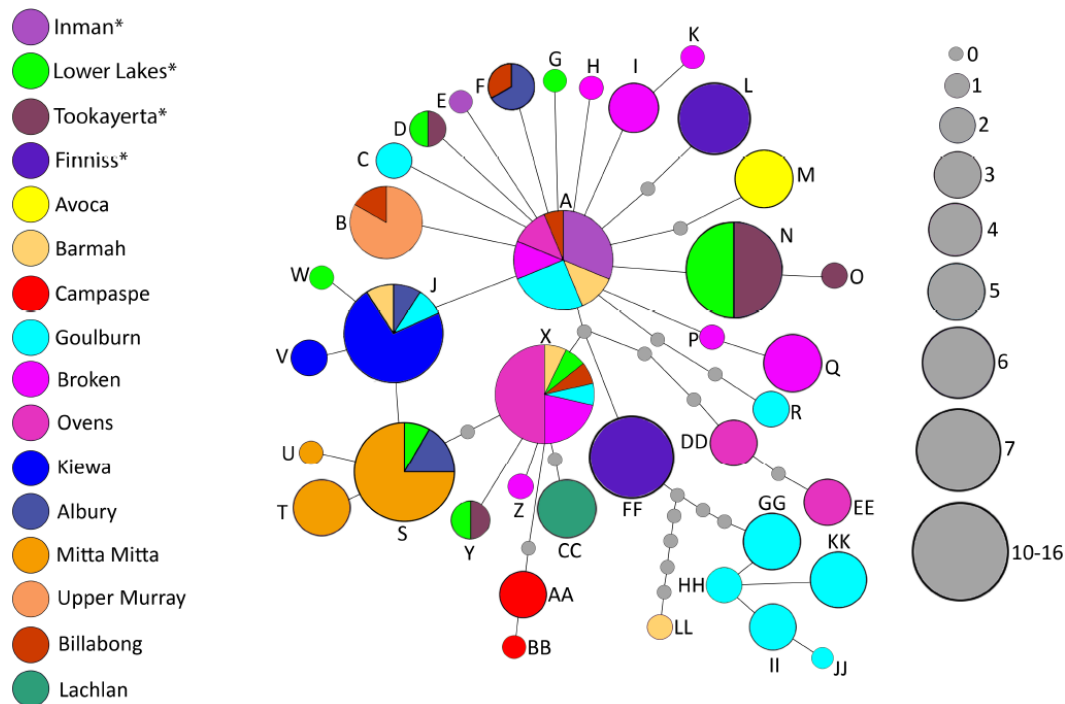 Inman*
Lower Lakes*
Tookayerta*
Finniss*
Avoca
Barmah
Campaspe
Goulburn
Broken
Ovens
Kiewa
Albury
Mitta Mitta
Upper Murray
Billabong
Lachlan
A
B
C
D
E
F
G
H
I
K
L
M
N
O
P
Q
R
J
W
V
U
T
S
X
Y
Z
AA
BB
CC
DD
EE
FF
GG
HH
II
JJ
KK
LL
0
1
2
3
4
5
6
7
10-16